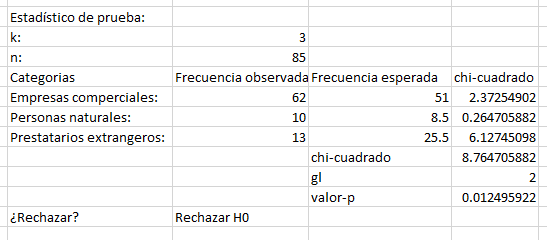 Estadístico de prueba:
k: 3
n: 85
Categorias Frecuencia observada Frecuencia esperada chi-cuadrado
Empresas comperciales: 62 51 2.37254902
Personas naturales: 10 8.5 0.264705882
Prestatarios extrangeros: 13 25.5 6.12745098
chi-cuadrado 8.764705882
gl 2
valor-p 0.012495922
¿Rechazar? Rechazar H0